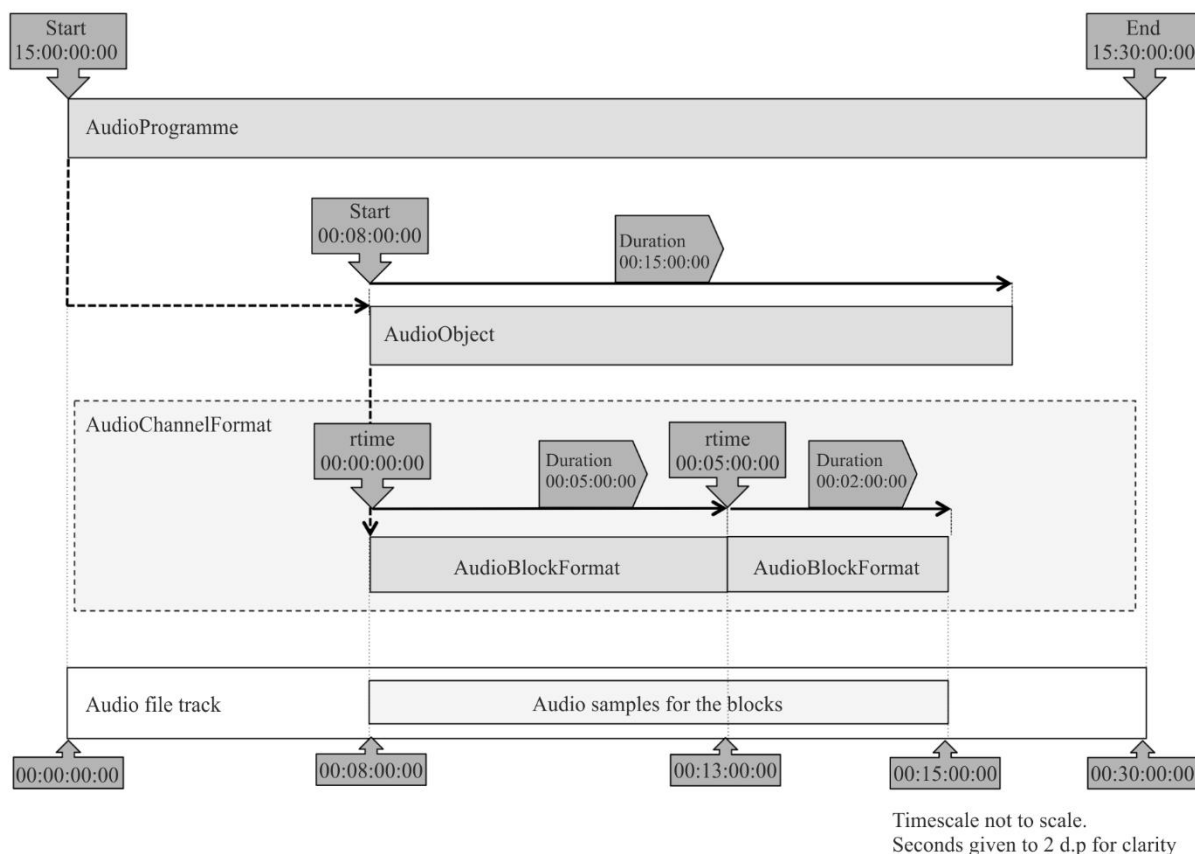 Start
15:00:00:00
End
15:30:00:00
AudioProgramme
Start
00:08:00:00
Duration
00:15:00:00
AudioObject
AudioChannelFormat
rtime
00:00:00:00
Duration
00:05:00:00
rtime
00:05:00:00
Duration
00:02:00:00
AudioBlockFormat
AudioBlockFormat
Audio file track
Audio samples for the blocks
00:00:00:00
00:08:00:00
00:13:00:00
00:15:00:00
00:30:00:00
Timescale not to scale.
Seconds given to 2 d.p for clarity